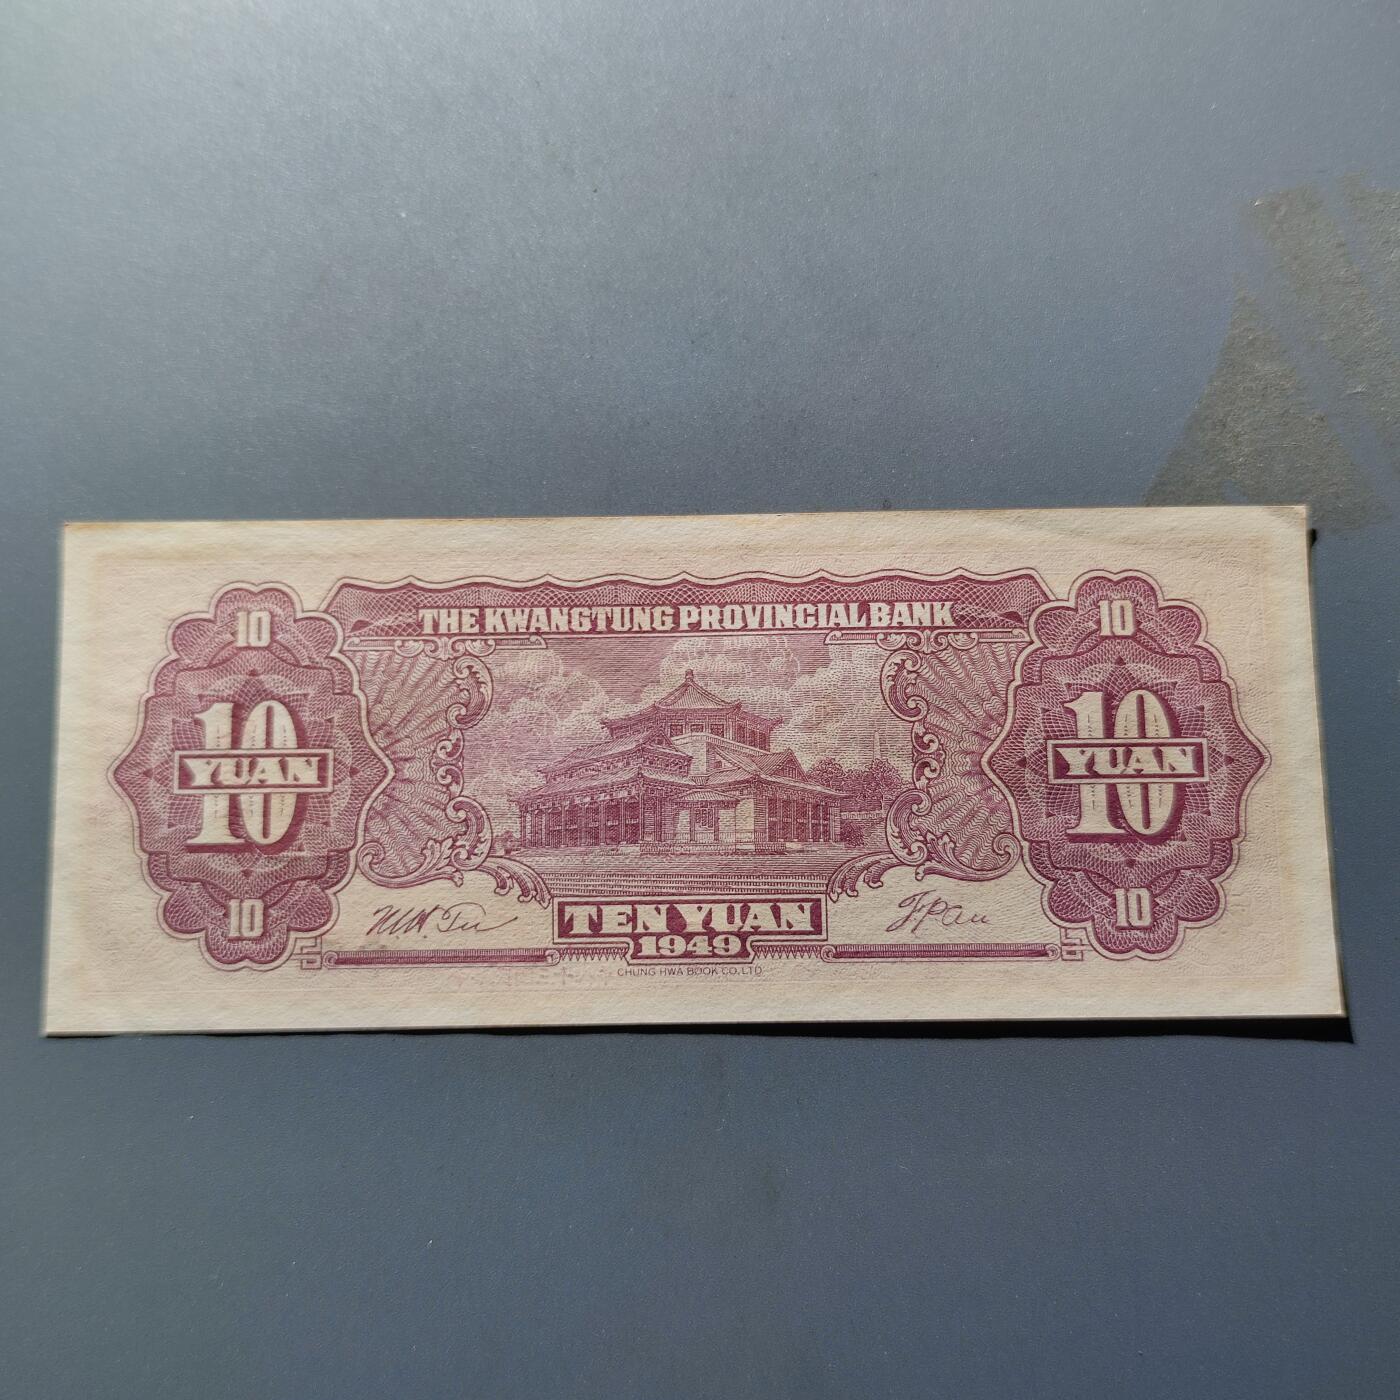 THE KWANGTUNG PROVINCIAL BANK
10 10
10 10
YUAN YUAN
10 10
TEN YUAN
1949
CHUNG HWA BOOK CO, LTD